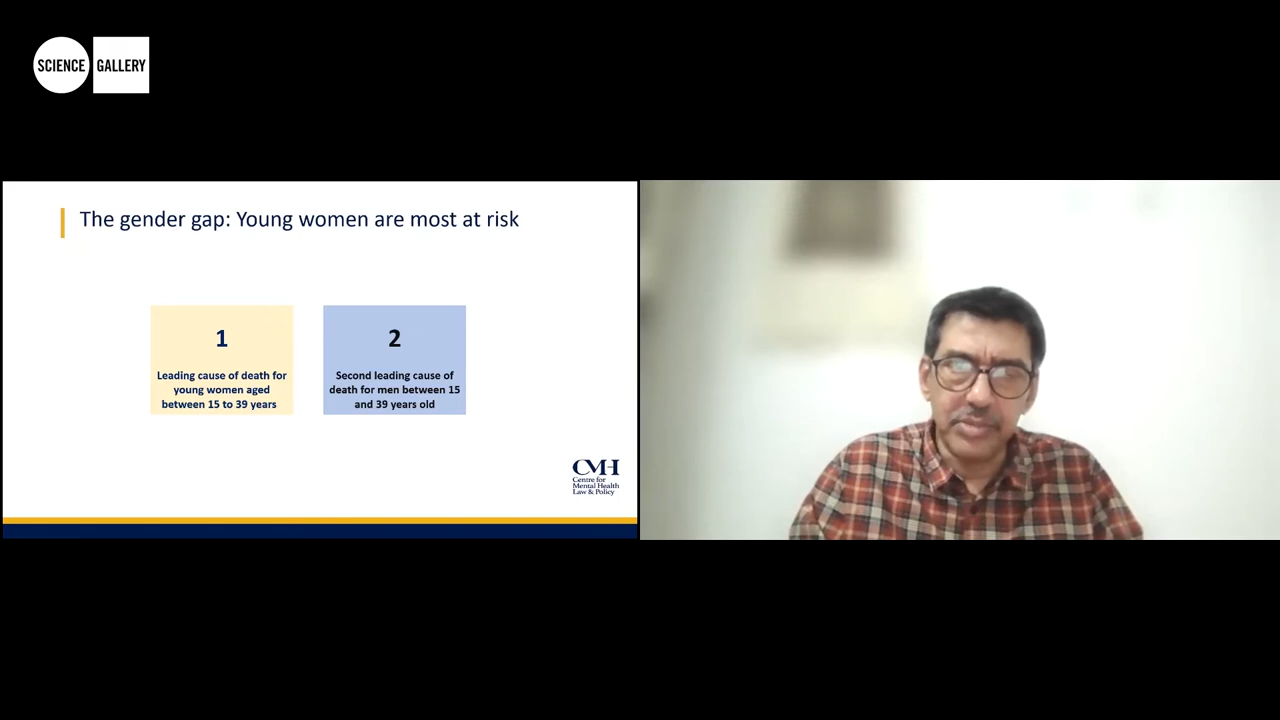 SCIENCE GALLERY
The gender gap: Young women are most at risk
1
Leading cause of death for
young women aged
between 15 to 39 years
2
Second leading cause of
death for men between 15
and 39 years old
CMH
Centre for
Mental Health
Law & Policy